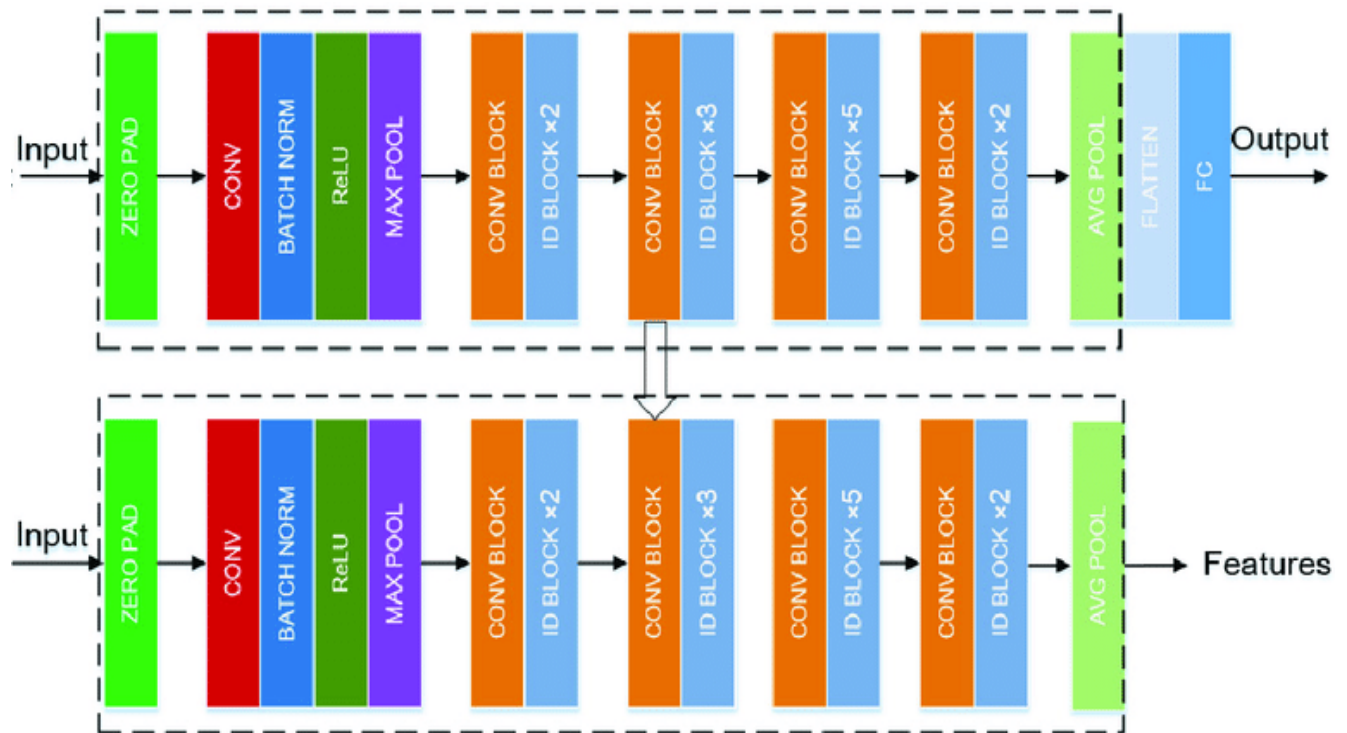 Input
ZERO PAD
CONV
BATCH NORM
ReLU
MAX POOL
CONV BLOCK
ID BLOCK ×2
CONV BLOCK
ID BLOCK ×3
CONV BLOCK
ID BLOCK ×5
CONV BLOCK
ID BLOCK ×2
AVG POOL
FLATTEN
FC
Output
Input
ZERO PAD
CONV
BATCH NORM
ReLU
MAX POOL
CONV BLOCK
ID BLOCK ×2
CONV BLOCK
ID BLOCK ×3
CONV BLOCK
ID BLOCK ×5
CONV BLOCK
ID BLOCK ×2
AVG POOL
Features